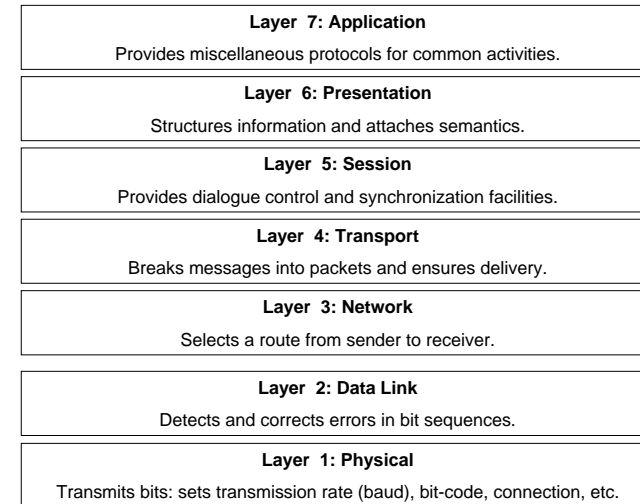 Layer 7: Application
Provides miscellaneous protocols for common activities.
Layer 6: Presentation
Structures information and attaches semantics.
Layer 5: Session
Provides dialogue control and synchronization facilities.
Layer 4: Transport
Breaks messages into packets and ensures delivery.
Layer 3: Network
Selects a route from sender to receiver.
Layer 2: Data Link
Detects and corrects errors in bit sequences.
Layer 1: Physical
Transmits bits: sets transmission rate (baud), bit-code, connection, etc.